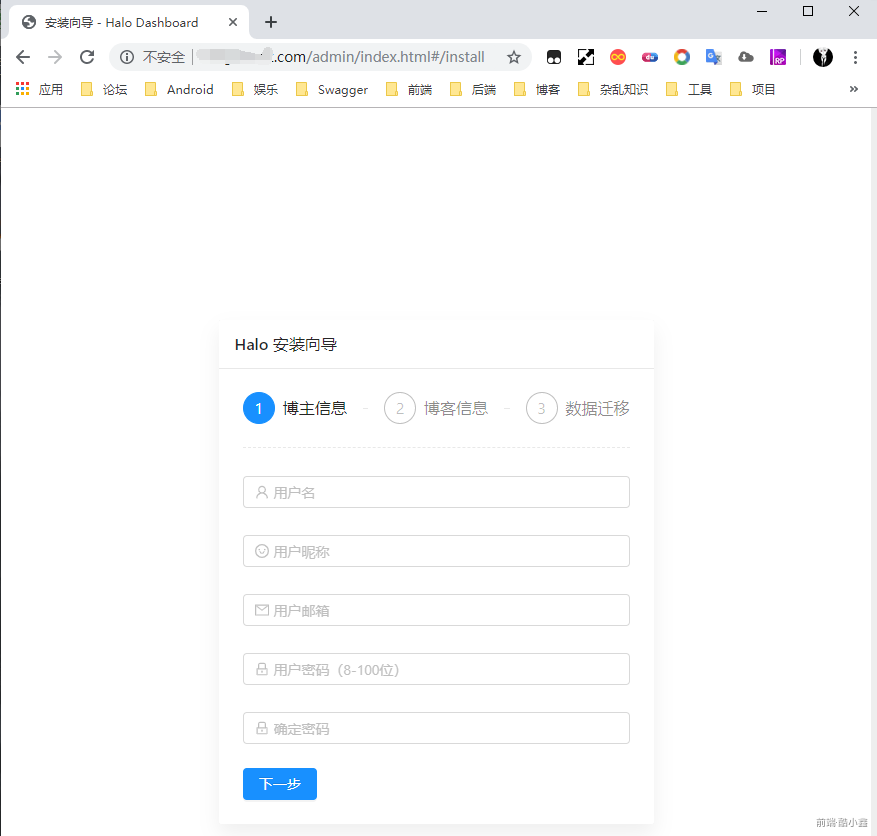 安装向导 - Halo Dashboard
不安全 | .com/admin/index.html#/install
应用 论坛 Android 娱乐 Swagger 前端 后端 博客 杂乱知识 工具 项目 »
Halo 安装向导
1 博主信息 - 2 博客信息 - 3 数据迁移
用户名
用户昵称
用户邮箱
用户密码（8-100位）
确定密码
下一步
前端酷小鑫